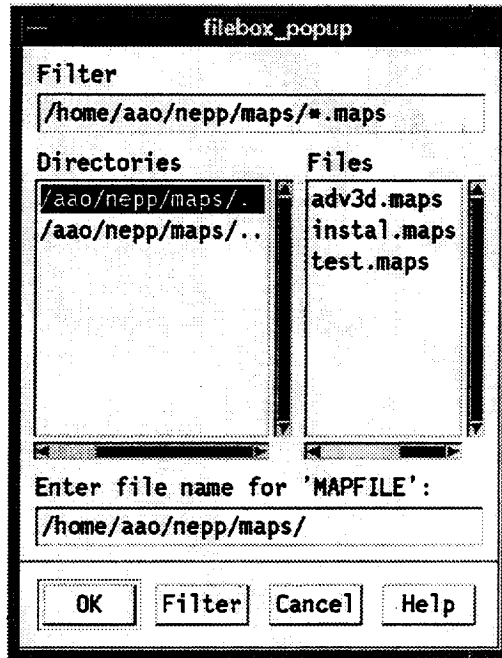 filebox_popup
Filter
/home/aao/nepp/maps/*.maps
Directories
/aao/nepp/maps/.
/aao/nepp/maps/..
Files
adv3d.maps
instal.maps
test.maps
Enter file name for 'MAPFILE':
/home/aao/nepp/maps/
OK Filter Cancel Help